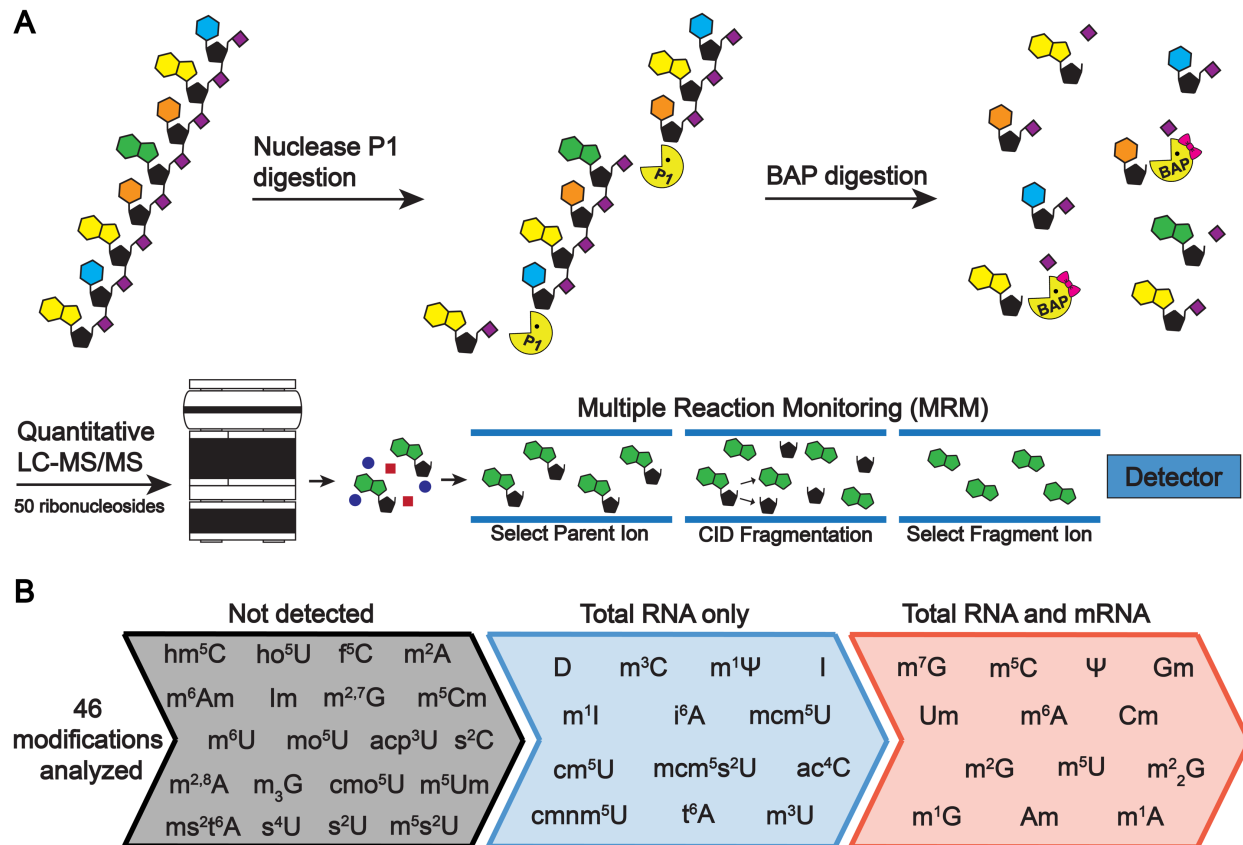 A
Nuclease P1
digestion
P1
P1
BAP digestion
BAP
BAP
Quantitative
LC-MS/MS
50 ribonucleosides
Multiple Reaction Monitoring (MRM)
Select Parent Ion
CID Fragmentation
Select Fragment Ion
Detector
B
46
modifications
analyzed
Not detected
hm⁵C ho⁵U f⁵C m²A
m⁶Am Im m²,⁷G m⁵Cm
m⁶U mo⁵U acp³U s²C
m²,⁸A m₃G cmo⁵U m⁵Um
ms²t⁶A s⁴U s²U m⁵s²U
Total RNA only
D m³C m¹Ψ I
m¹I i⁶A mcm⁵U
cm⁵U mcm⁵s²U ac⁴C
cmnm⁵U t⁶A m³U
Total RNA and mRNA
m⁷G m⁵C Ψ Gm
Um m⁶A Cm
m²G m⁵U m²₂G
m¹G Am m¹A